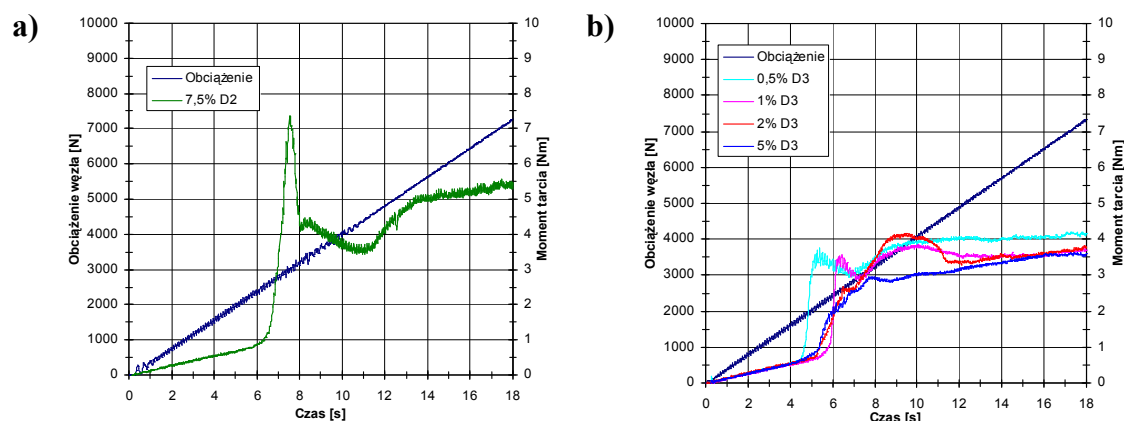 a)
Obciążenie węzła [N]
10000
9000
8000
7000
6000
5000
4000
3000
2000
1000
0
Obciążenie
7,5% D2
10
9
8
7
6
5
4
3
2
1
0
Moment tarcia [Nm]
0 2 4 6 8 10 12 14 16 18
Czas [s]
b)
Obciążenie węzła [N]
10000
9000
8000
7000
6000
5000
4000
3000
2000
1000
0
Obciążenie
0,5% D3
1% D3
2% D3
5% D3
10
9
8
7
6
5
4
3
2
1
0
Moment tarcia [Nm]
0 2 4 6 8 10 12 14 16 18
Czas [s]